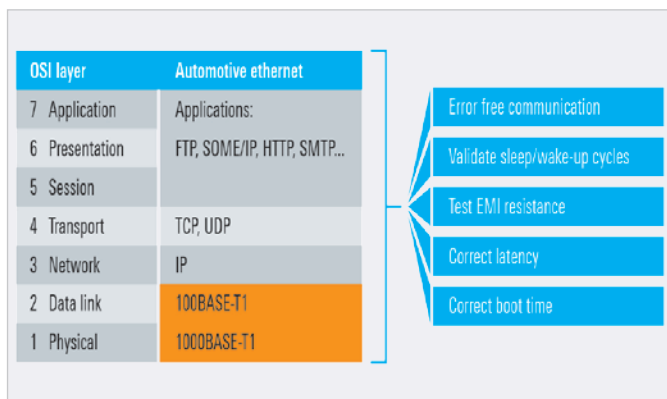 OSI layer Automotive ethernet
7 Application Applications:
6 Presentation FTP, SOME/IP, HTTP, SMTP...
5 Session
4 Transport TCP, UDP
3 Network IP
2 Data link 100BASE-T1
1 Physical 1000BASE-T1
Error free communication
Validate sleep/wake-up cycles
Test EMI resistance
Correct latency
Correct boot time